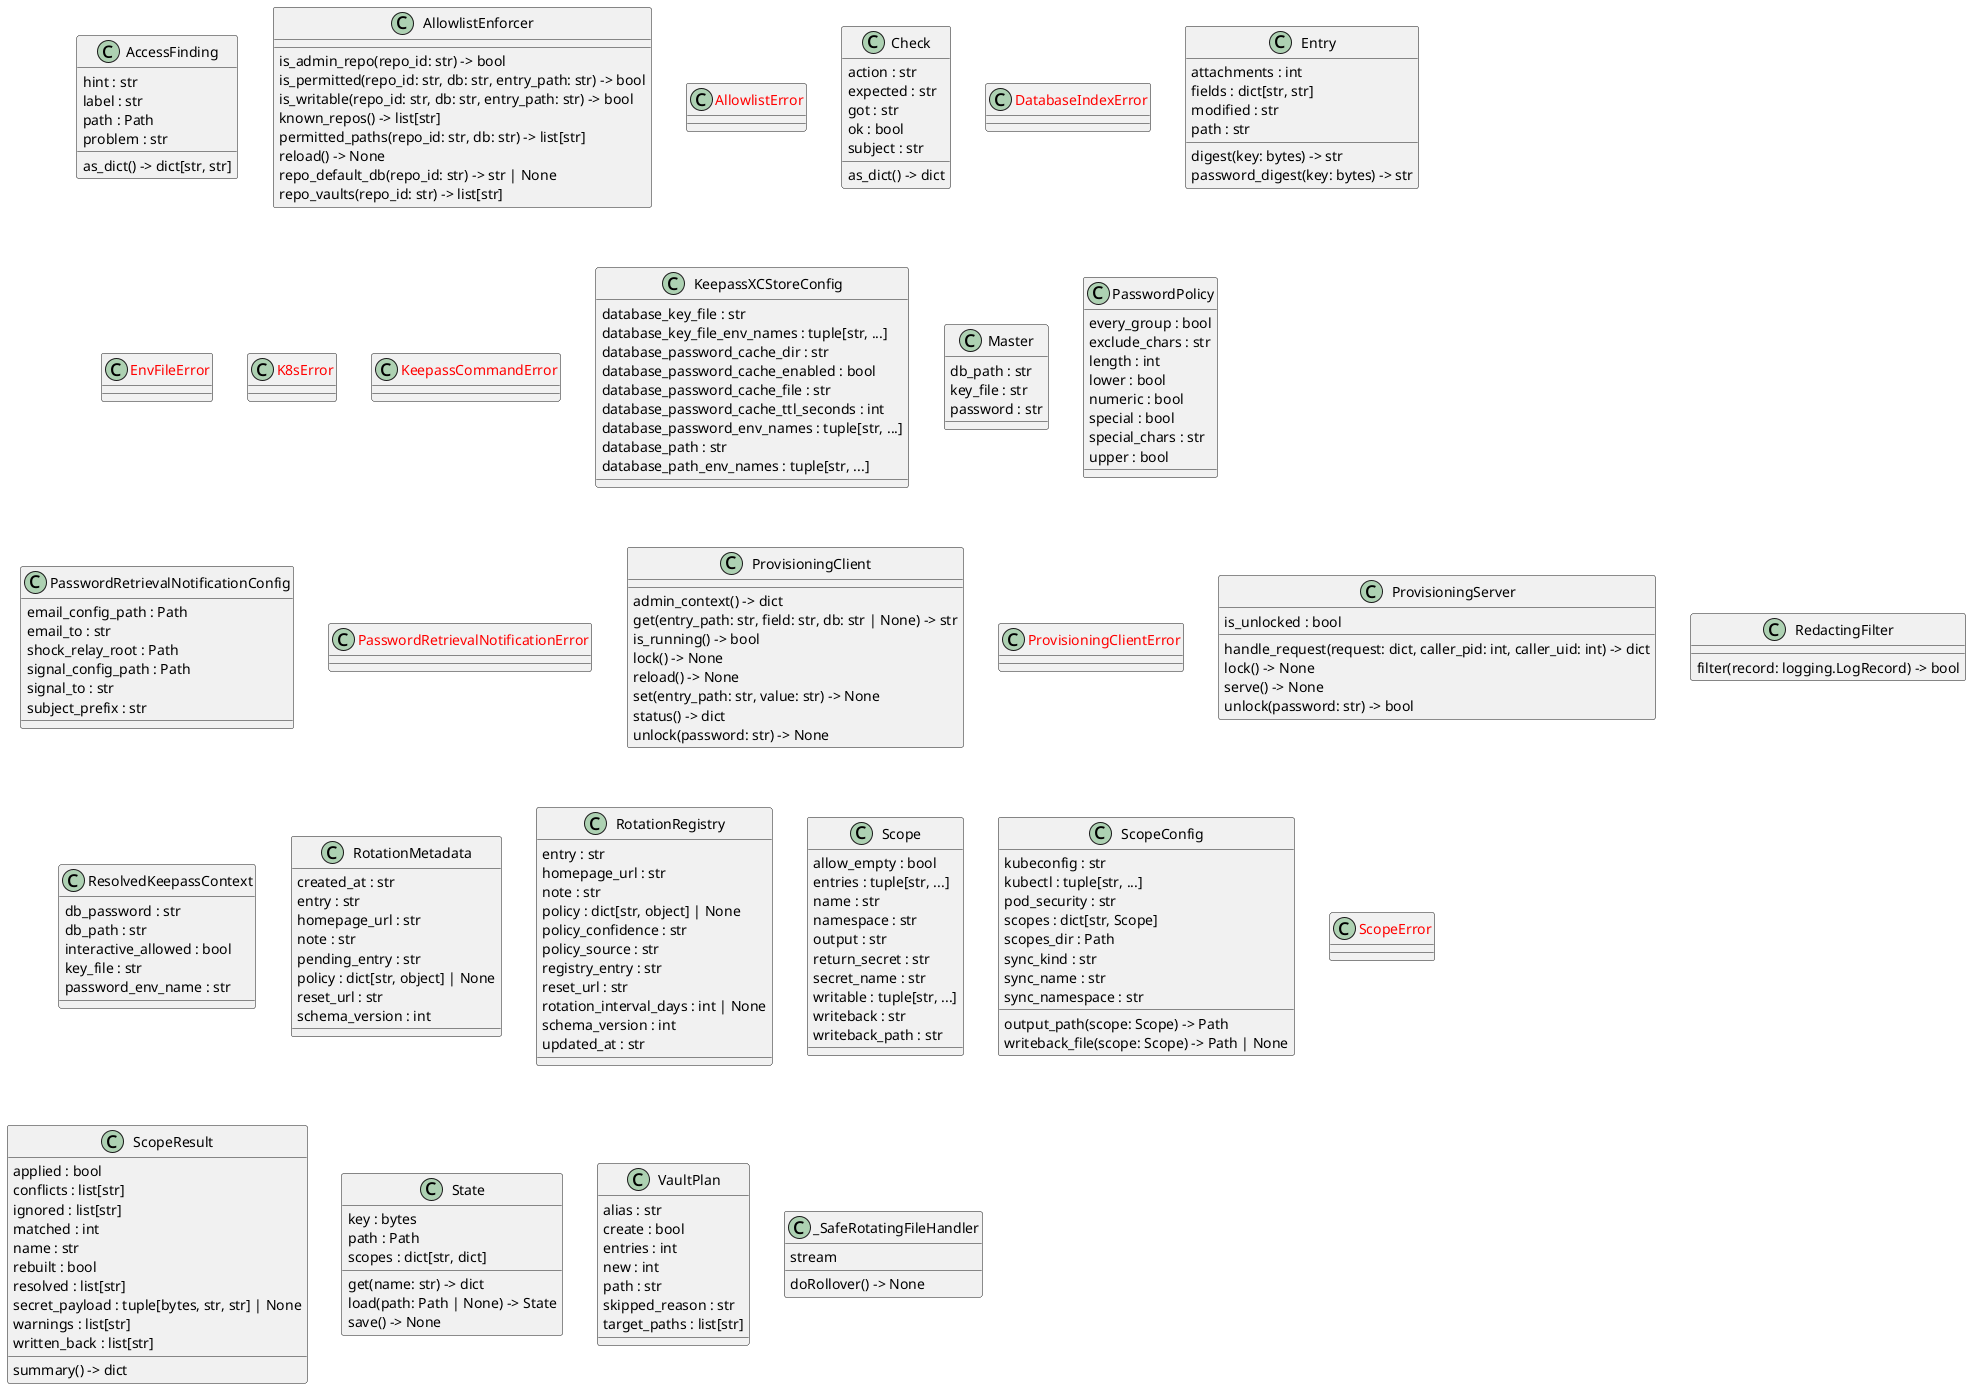 AccessFinding
hint : str
label : str
path : Path
problem : str
as_dict() -> dict[str, str]
AllowlistEnforcer
is_admin_repo(repo_id: str) -> bool
is_permitted(repo_id: str, db: str, entry_path: str) -> bool
is_writable(repo_id: str, db: str, entry_path: str) -> bool
known_repos() -> list[str]
permitted_paths(repo_id: str, db: str) -> list[str]
reload() -> None
repo_default_db(repo_id: str) -> str | None
repo_vaults(repo_id: str) -> list[str]
AllowlistError
Check
action : str
expected : str
got : str
ok : bool
subject : str
as_dict() -> dict
DatabaseIndexError
Entry
attachments : int
fields : dict[str, str]
modified : str
path : str
digest(key: bytes) -> str
password_digest(key: bytes) -> str
EnvFileError
K8sError
KeepassCommandError
KeepassXCStoreConfig
database_key_file : str
database_key_file_env_names : tuple[str, ...]
database_password_cache_dir : str
database_password_cache_enabled : bool
database_password_cache_file : str
database_password_cache_ttl_seconds : int
database_password_env_names : tuple[str, ...]
database_path : str
database_path_env_names : tuple[str, ...]
Master
db_path : str
key_file : str
password : str
PasswordPolicy
every_group : bool
exclude_chars : str
length : int
lower : bool
numeric : bool
special : bool
special_chars : str
upper : bool
PasswordRetrievalNotificationConfig
email_config_path : Path
email_to : str
shock_relay_root : Path
signal_config_path : Path
signal_to : str
subject_prefix : str
PasswordRetrievalNotificationError
ProvisioningClient
admin_context() -> dict
get(entry_path: str, field: str, db: str | None) -> str
is_running() -> bool
lock() -> None
reload() -> None
set(entry_path: str, value: str) -> None
status() -> dict
unlock(password: str) -> None
ProvisioningClientError
ProvisioningServer
is_unlocked : bool
handle_request(request: dict, caller_pid: int, caller_uid: int) -> dict
lock() -> None
serve() -> None
unlock(password: str) -> bool
RedactingFilter
filter(record: logging.LogRecord) -> bool
ResolvedKeepassContext
db_password : str
db_path : str
interactive_allowed : bool
key_file : str
password_env_name : str
RotationMetadata
created_at : str
entry : str
homepage_url : str
note : str
pending_entry : str
policy : dict[str, object] | None
reset_url : str
schema_version : int
RotationRegistry
entry : str
homepage_url : str
note : str
policy : dict[str, object] | None
policy_confidence : str
policy_source : str
registry_entry : str
reset_url : str
rotation_interval_days : int | None
schema_version : int
updated_at : str
Scope
allow_empty : bool
entries : tuple[str, ...]
name : str
namespace : str
output : str
return_secret : str
secret_name : str
writable : tuple[str, ...]
writeback : str
writeback_path : str
ScopeConfig
kubeconfig : str
kubectl : tuple[str, ...]
pod_security : str
scopes : dict[str, Scope]
scopes_dir : Path
sync_kind : str
sync_name : str
sync_namespace : str
output_path(scope: Scope) -> Path
writeback_file(scope: Scope) -> Path | None
ScopeError
ScopeResult
applied : bool
conflicts : list[str]
ignored : list[str]
matched : int
name : str
rebuilt : bool
resolved : list[str]
secret_payload : tuple[bytes, str, str] | None
warnings : list[str]
written_back : list[str]
summary() -> dict
State
key : bytes
path : Path
scopes : dict[str, dict]
get(name: str) -> dict
load(path: Path | None) -> State
save() -> None
VaultPlan
alias : str
create : bool
entries : int
new : int
path : str
skipped_reason : str
target_paths : list[str]
_SafeRotatingFileHandler
stream
doRollover() -> None